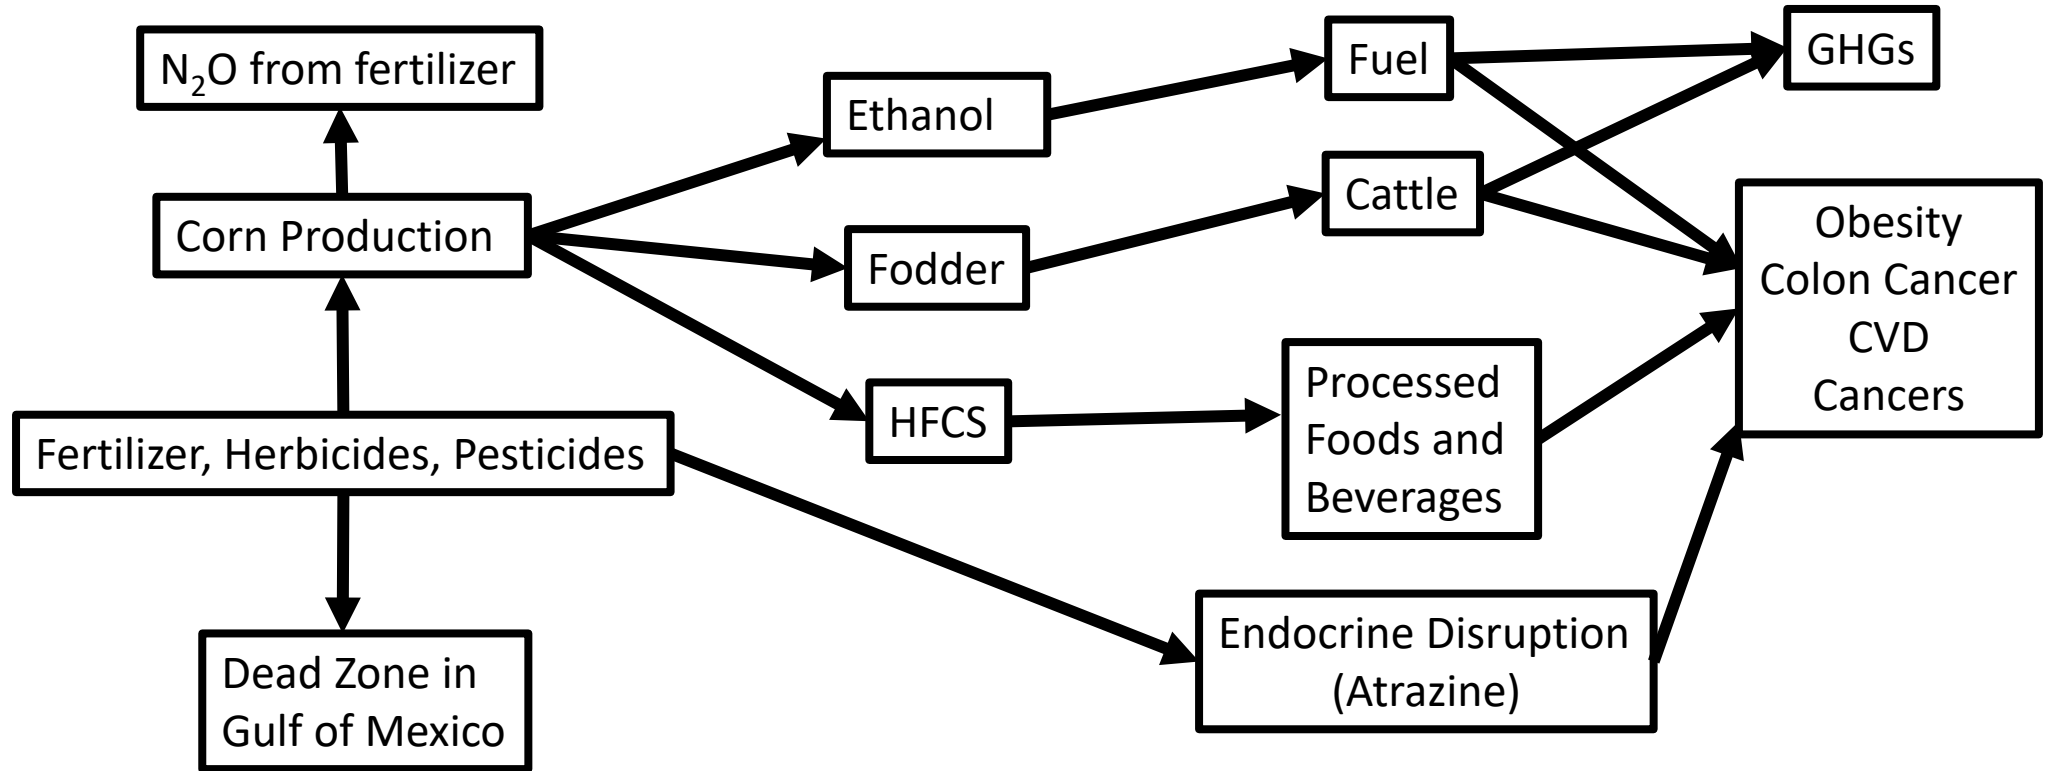 N₂O from fertilizer
Corn Production
Fertilizer, Herbicides, Pesticides
Dead Zone in
Gulf of Mexico
Ethanol
Fodder
HFCS
Fuel
Cattle
Processed
Foods and
Beverages
Endocrine Disruption
(Atrazine)
GHGs
Obesity
Colon Cancer
CVD
Cancers